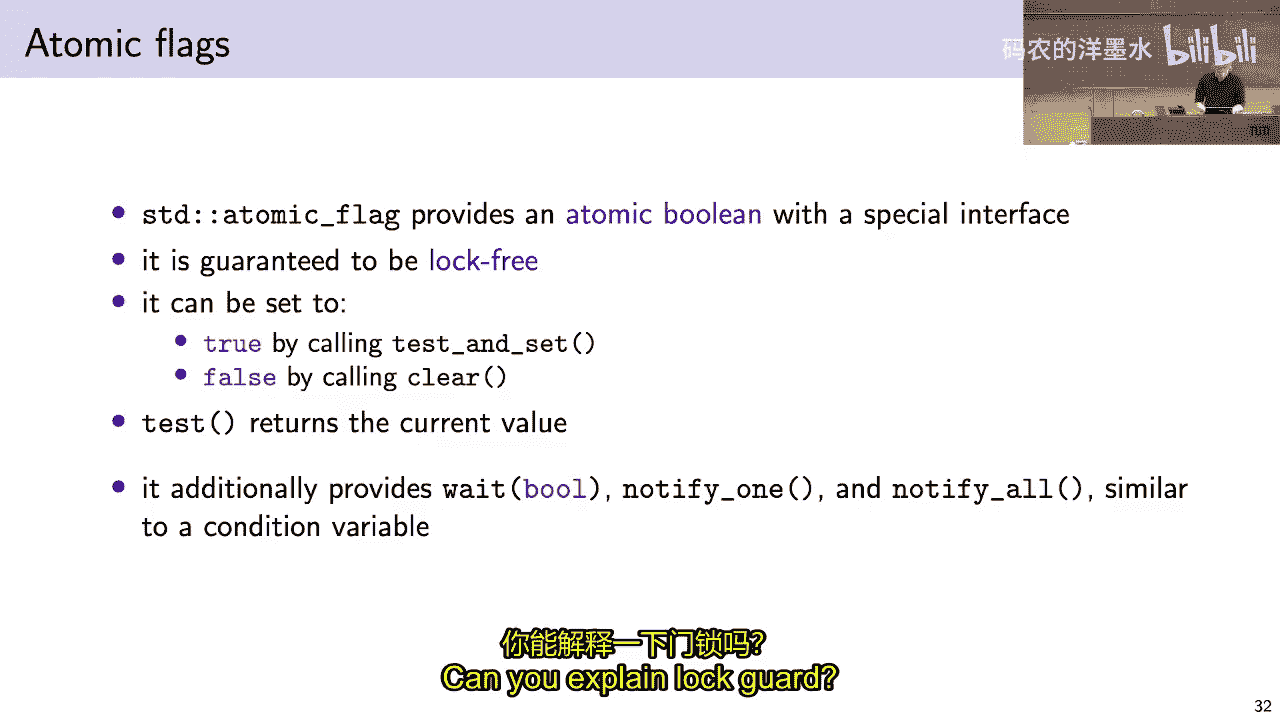 Atomic flags
码农的洋墨水 bilibili
TUM
• std::atomic_flag provides an atomic boolean with a special interface
• it is guaranteed to be lock-free
• it can be set to:
• true by calling test_and_set()
• false by calling clear()
• test() returns the current value
• it additionally provides wait(bool), notify_one(), and notify_all(), similar
to a condition variable
你能解释一下门锁吗?
Can you explain lock guard?
32